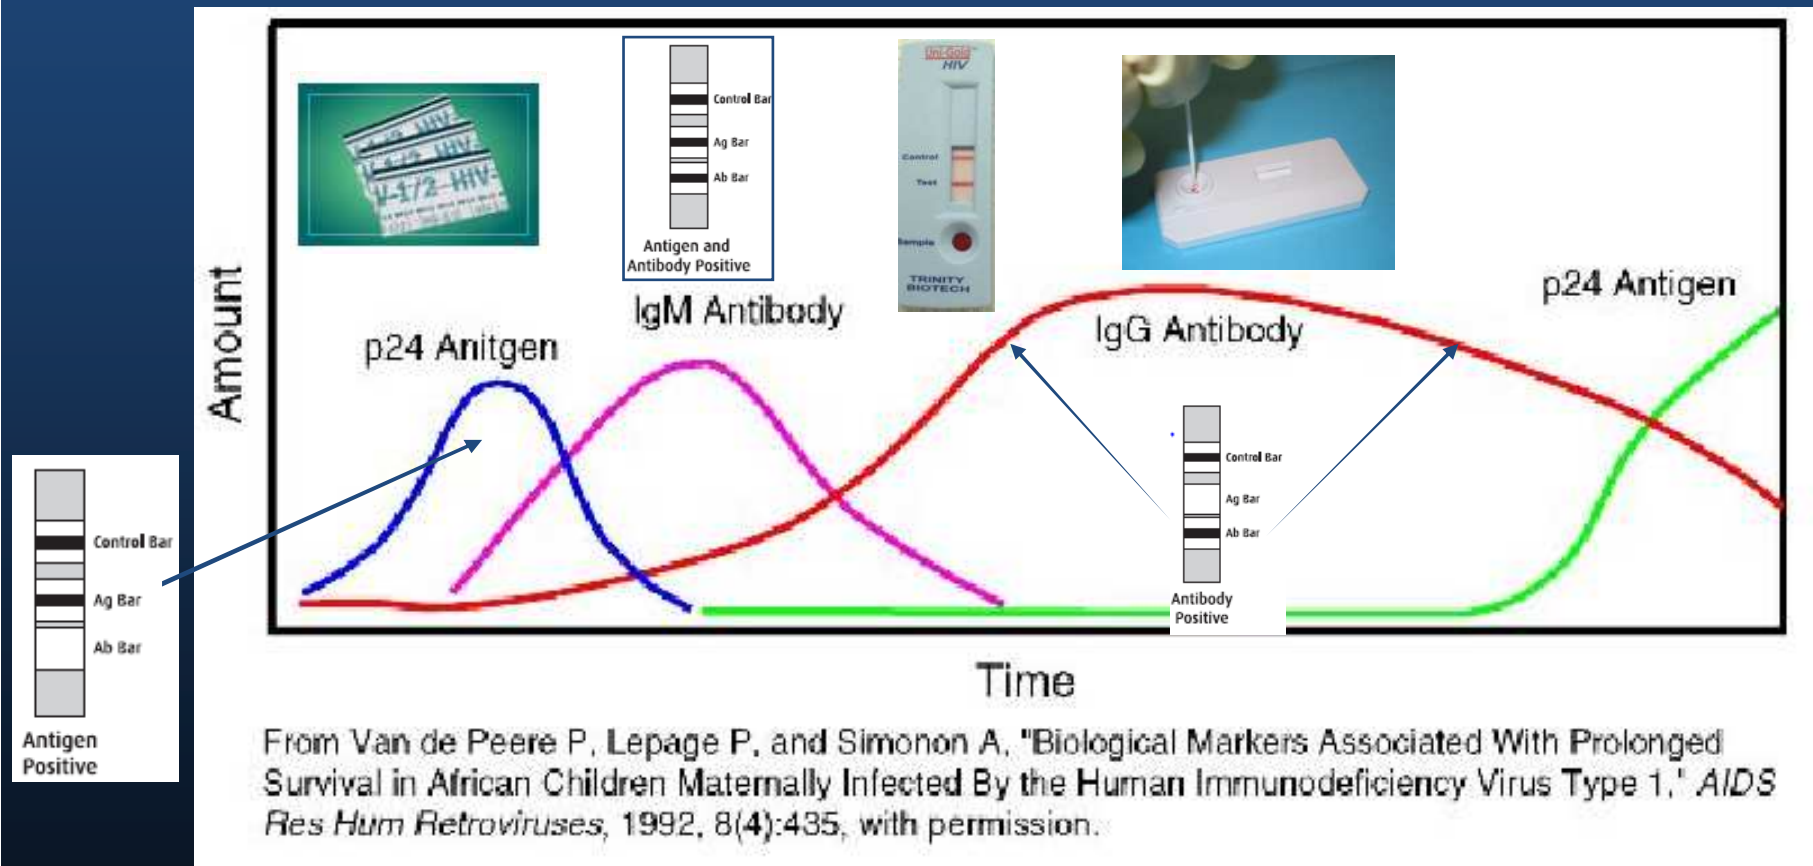 V-1/2 HIV-
Control Bar
Ag Bar
Ab Bar
Antigen and
Antibody Positive
Uni-Gold™
HIV
Control
Test
Sample
TRINITY
BIOTECH
p24 Anitgen
IgM Antibody
IgG Antibody
p24 Antigen
Amount
Control Bar
Ag Bar
Ab Bar
Antigen
Positive
Control Bar
Ag Bar
Ab Bar
Antibody
Positive
Time
From Van de Peere P, Lepage P, and Simonon A, "Biological Markers Associated With Prolonged
Survival in African Children Maternally Infected By the Human Immunodeficiency Virus Type 1," AIDS
Res Hum Retroviruses, 1992, 8(4):435, with permission.